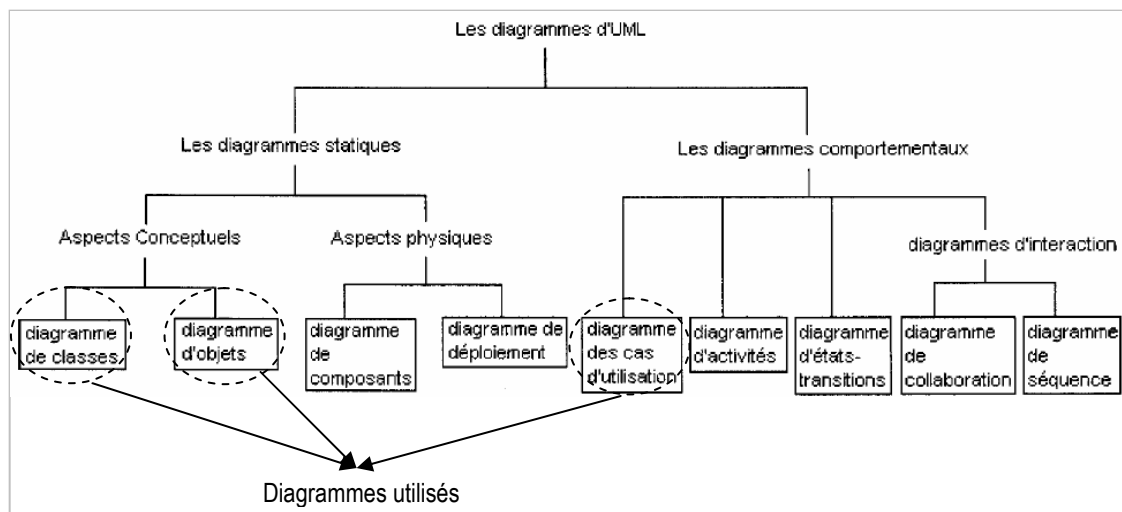 Les diagrammes d'UML
Les diagrammes statiques
Les diagrammes comportementaux
Aspects Conceptuels
Aspects physiques
diagrammes d'interaction
diagramme
de classes
diagramme
d'objets
diagramme
de
composants
diagramme de
déploiement
diagramme
des cas
d'utilisation
diagramme
d'activités
diagramme
d'états-
transitions
diagramme
de
collaboration
diagramme
de
séquence
Diagrammes utilisés